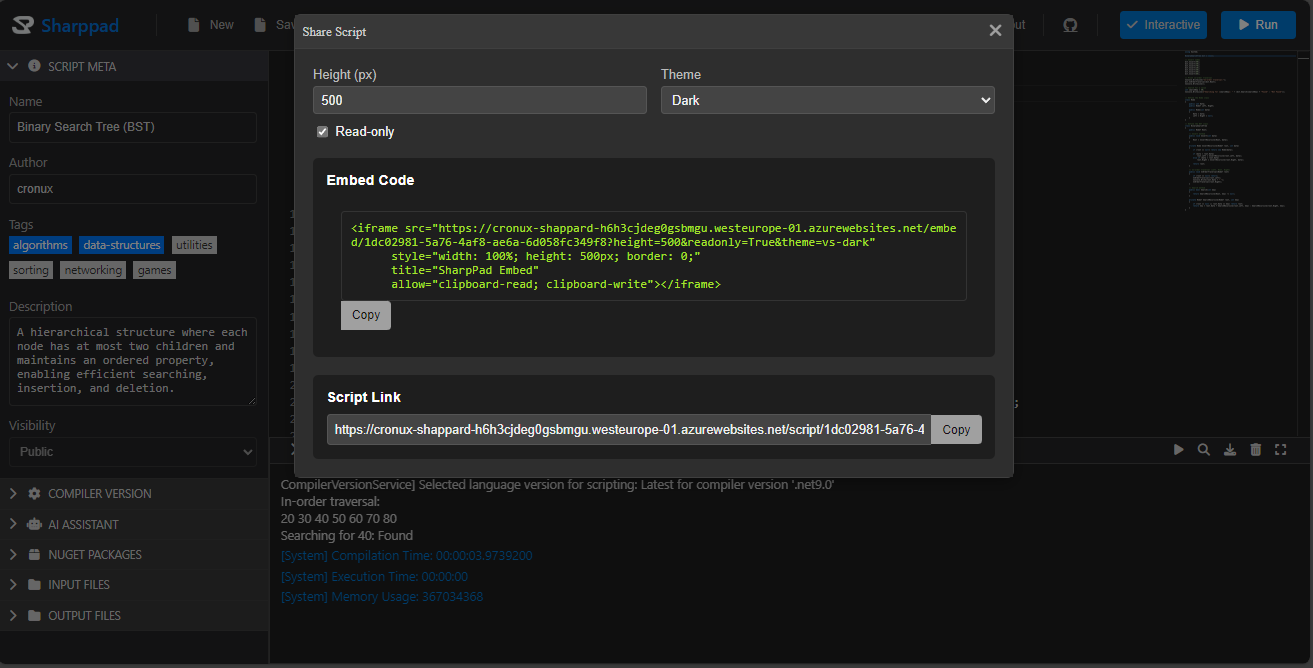 Sharppad
New
Sav
out
Interactive
Run
Share Script
Height (px)
Theme
500
Dark
Read-only
Embed Code
<iframe src="https://cronux-shappard-h6h3cjdeg0gsbmgu.westeurope-01.azurewebsites.net/embe
d/1dc02981-5a76-4af8-ae6a-6d058fc349f8?height=500&readonly=True&theme=vs-dark"
style="width: 100%; height: 500px; border: 0;"
title="SharpPad Embed"
allow="clipboard-read; clipboard-write"></iframe>
Copy
Script Link
https://cronux-shappard-h6h3cjdeg0gsbmgu.westeurope-01.azurewebsites.net/script/1dc02981-5a76-4
Copy
SCRIPT META
Name
Binary Search Tree (BST)
Author
cronux
Tags
algorithms data-structures utilities
sorting networking games
Description
A hierarchical structure where each
node has at most two children and
maintains an ordered property,
enabling efficient searching,
insertion, and deletion.
Visibility
Public
COMPILER VERSION
AI ASSISTANT
NUGET PACKAGES
INPUT FILES
OUTPUT FILES
CompilerVersionService] Selected language version for scripting: Latest for compiler version '.net9.0'
In-order traversal:
20 30 40 50 60 70 80
Searching for 40: Found
[System] Compilation Time: 00:00:03.9739200
[System] Execution Time: 00:00:00
[System] Memory Usage: 367034368